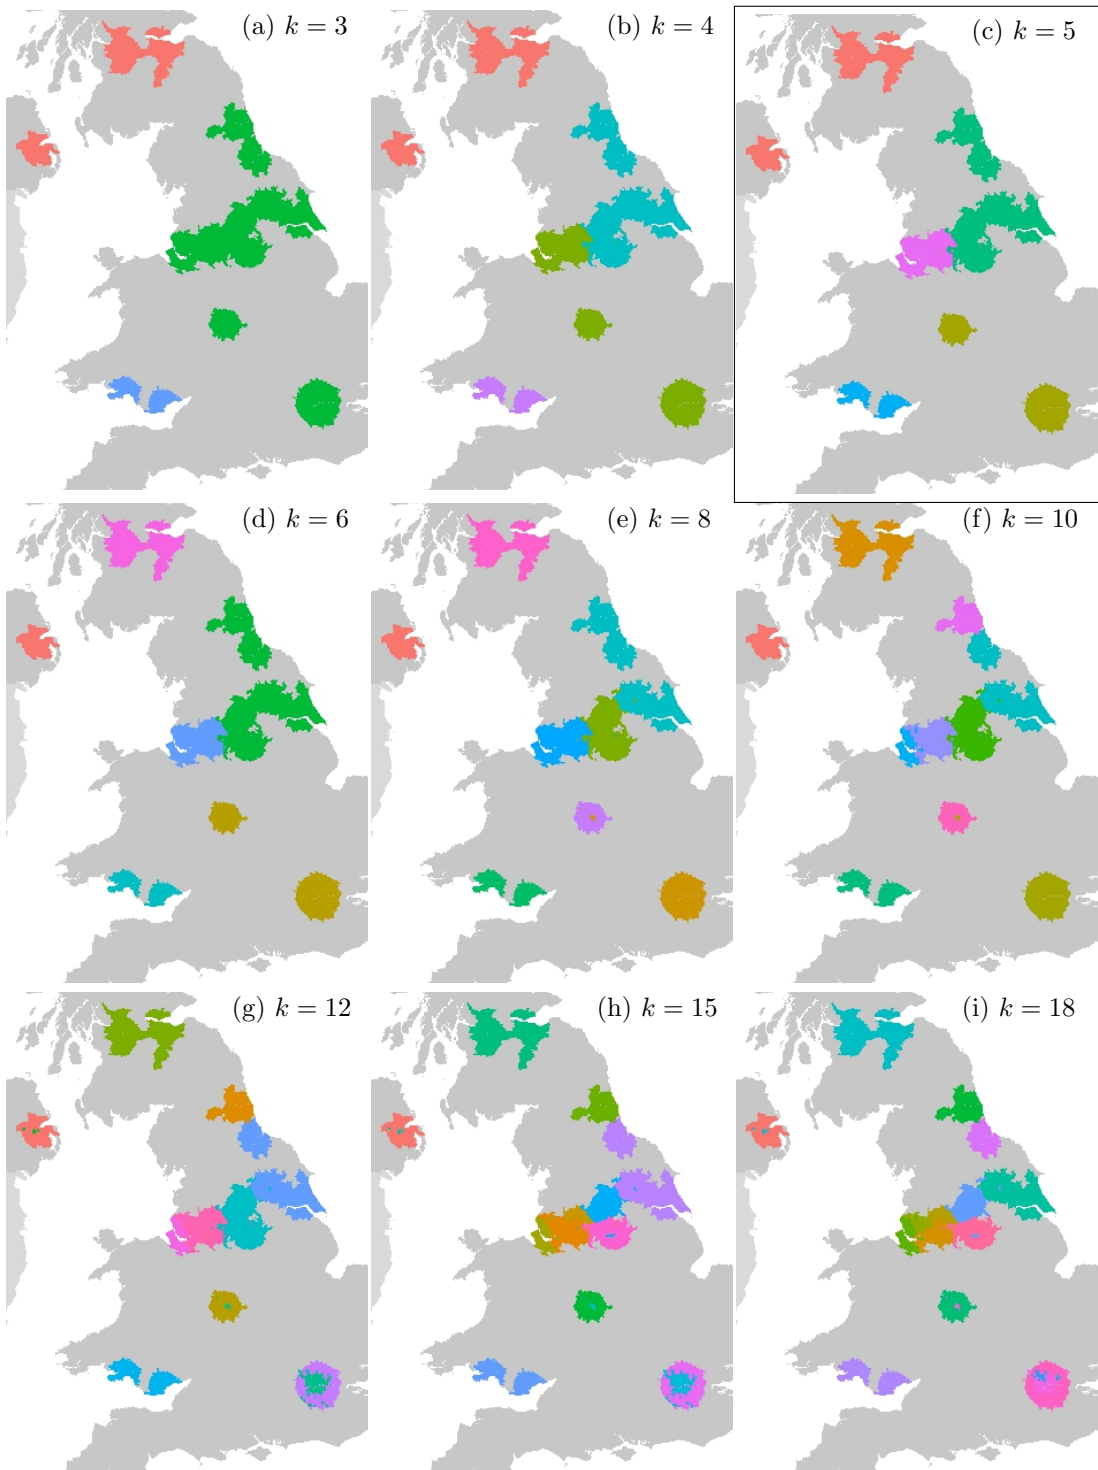 (a) k = 3
(b) k = 4
(c) k = 5
(d) k = 6
(e) k = 8
(f) k = 10
(g) k = 12
(h) k = 15
(i) k = 18